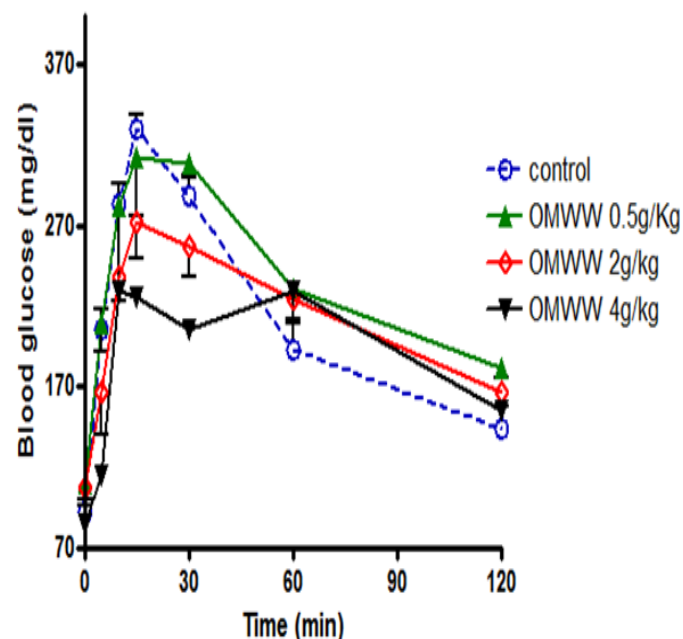 Blood glucose (mg/dl)
370
270
170
70
0
30
60
90
120
Time (min)
control
OMWW 0.5g/Kg
OMWW 2g/kg
OMWW 4g/kg